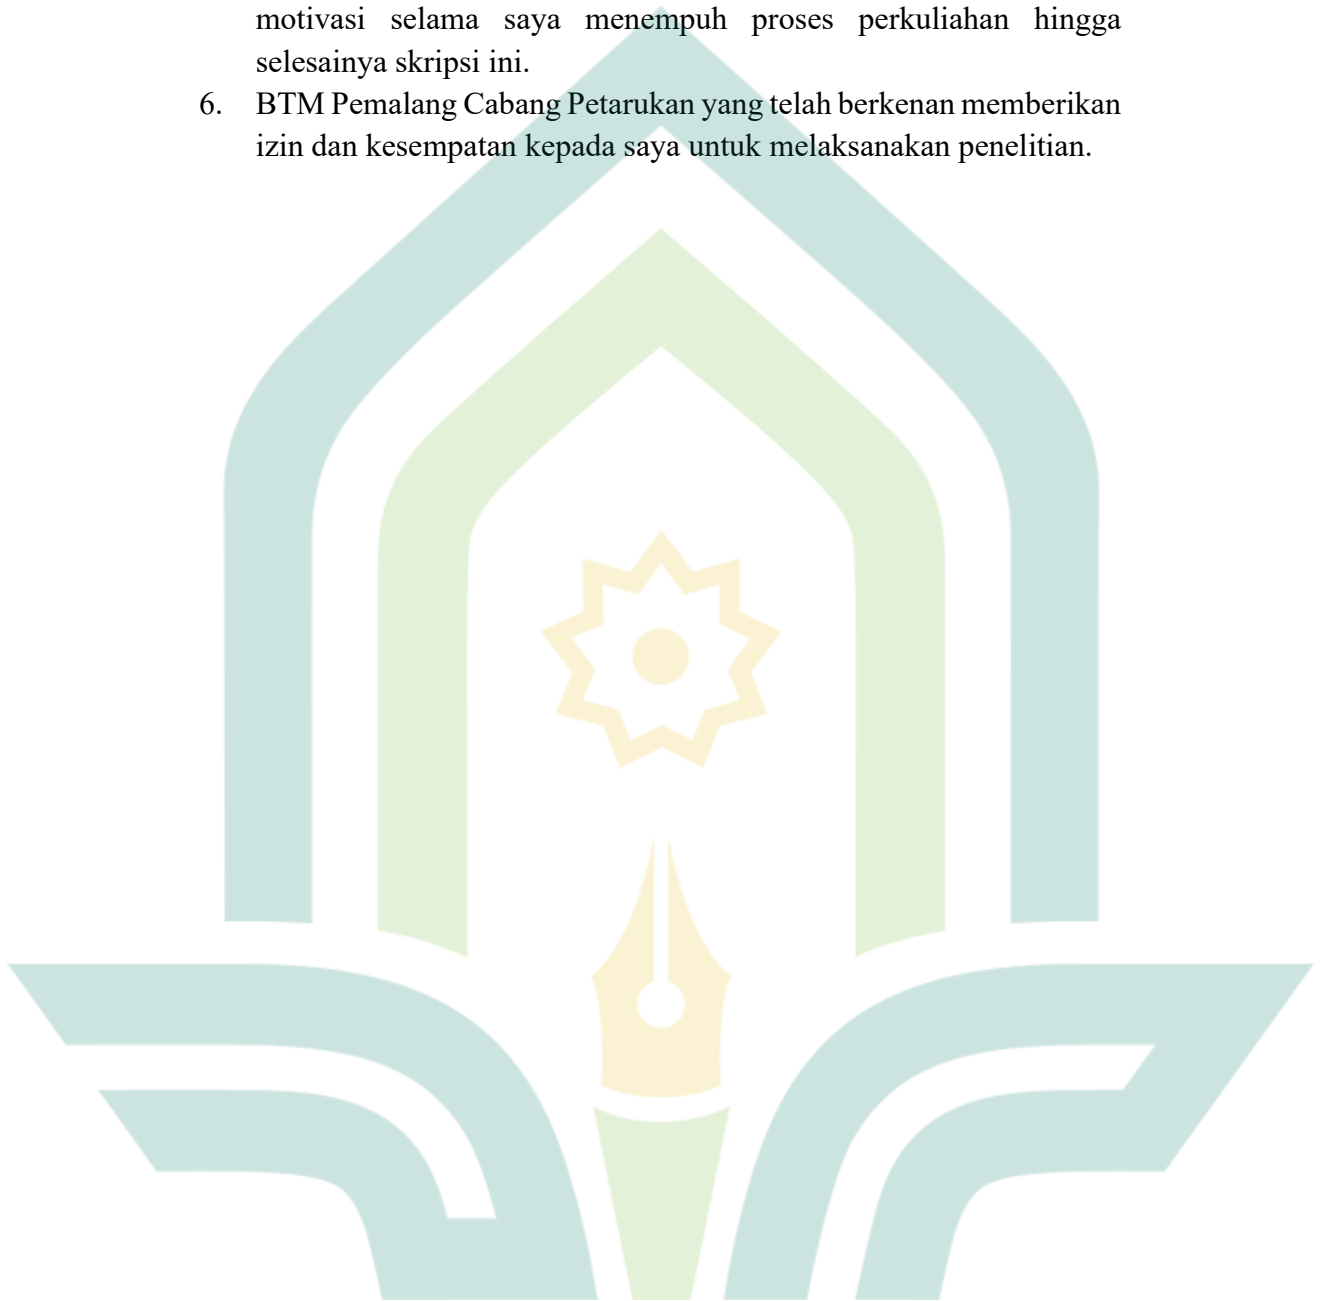 motivasi selama saya menempuh proses perkuliahan hingga
selesainya skripsi ini.
6. BTM Pemalang Cabang Petarukan yang telah berkenan memberikan
izin dan kesempatan kepada saya untuk melaksanakan penelitian.